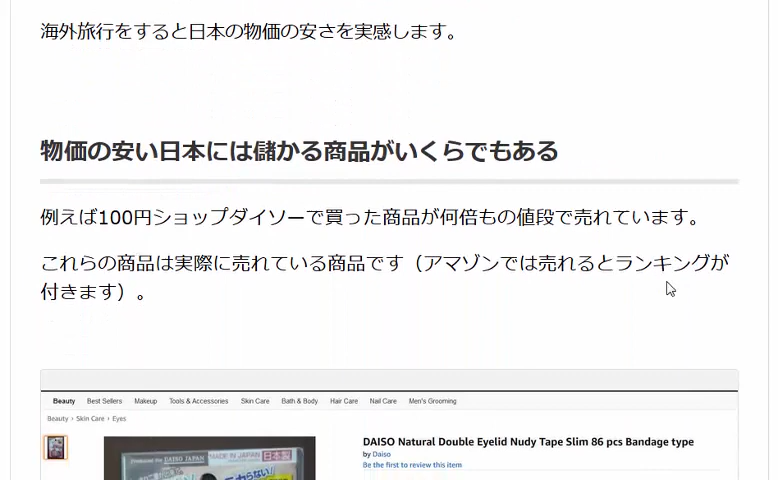 海外旅行をすると日本の物価の安さを実感します。
物価の安い日本には儲かる商品がいくらでもある
例えば100円ショップダイソーで買った商品が何倍もの値段で売れています。
これらの商品は実際に売れている商品です（アマゾンでは売れるとランキングが
付きます）。
Beauty Best Sellers Makeup Tools & Accessories Skin Care Bath & Body Hair Care Nail Care Men's Grooming
Beauty › Skin Care › Eyes
DAISO Natural Double Eyelid Nudy Tape Slim 86 pcs Bandage type
by Daiso
Be the first to review this item
DAISO JAPAN
MADE IN JAPAN 日本製